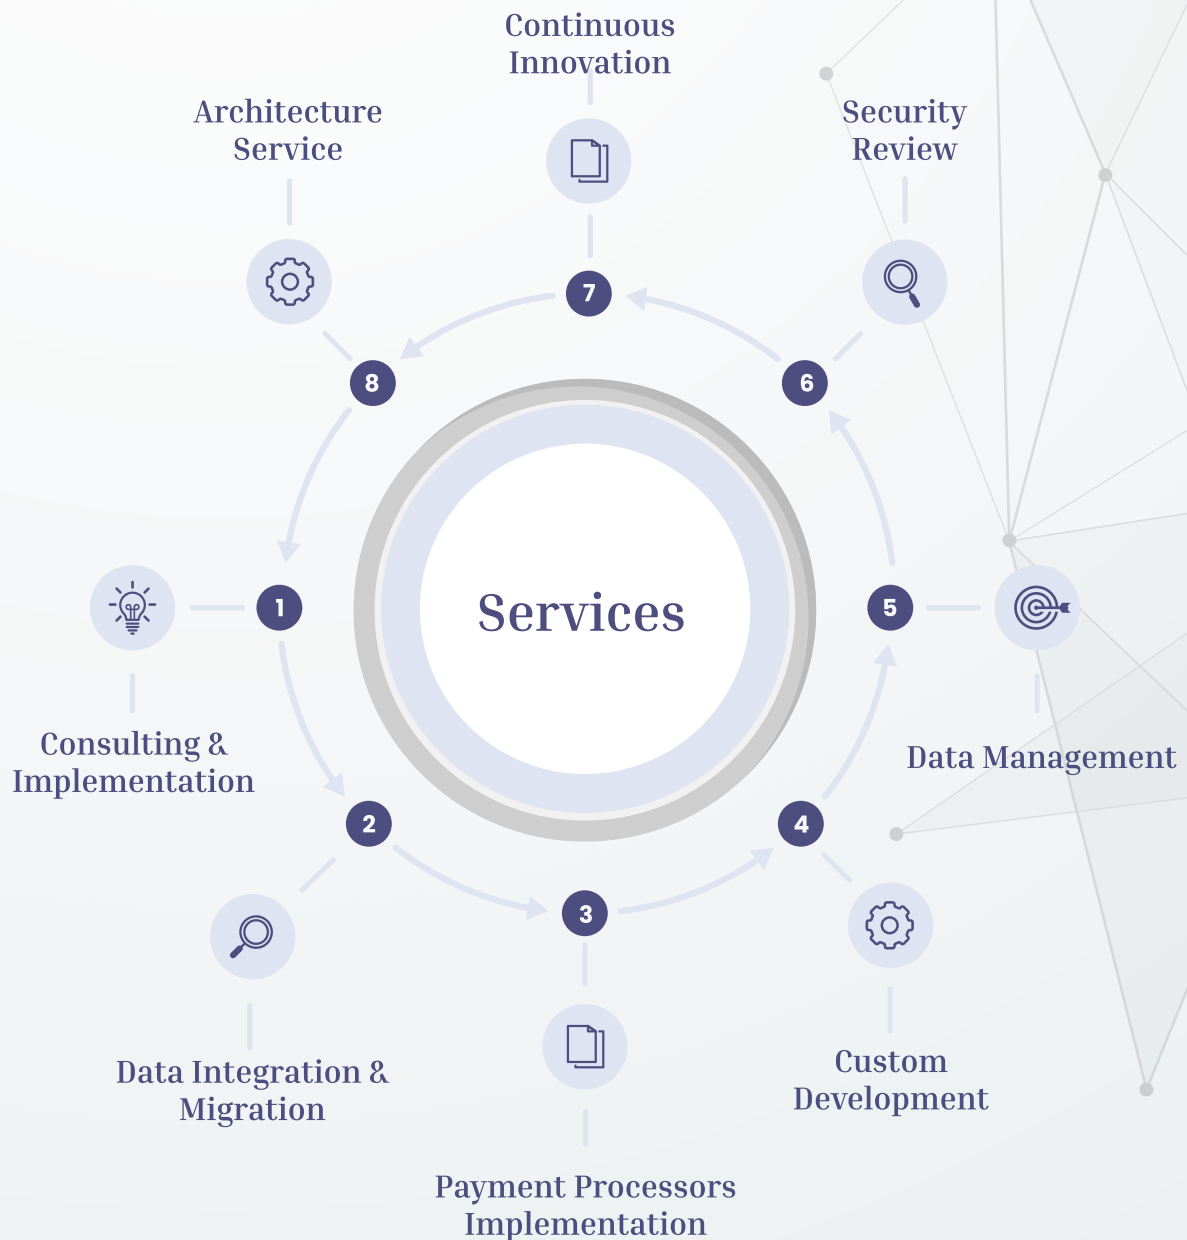 Continuous
Innovation
Architecture
Service
Security
Review
7
8
6
Services
1
5
Consulting &
Implementation
Data Management
2
4
3
Data Integration &
Migration
Custom
Development
Payment Processors
Implementation